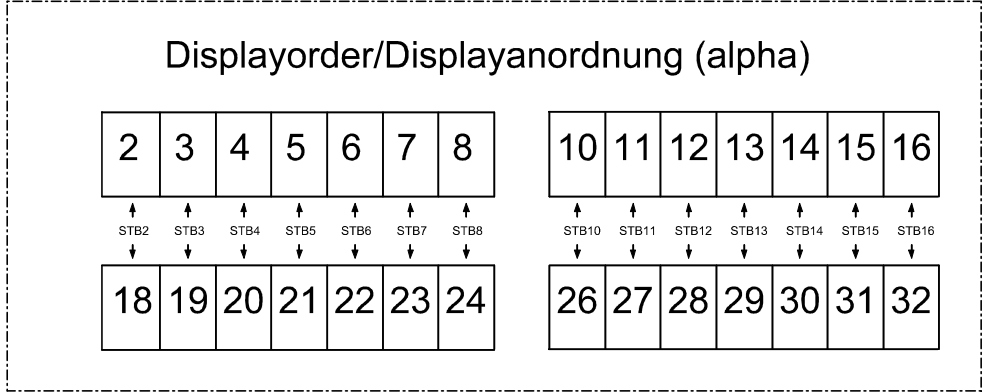 Displayorder/Displayanordnung (alpha)
2 3 4 5 6 7 8 10 11 12 13 14 15 16
STB2 STB3 STB4 STB5 STB6 STB7 STB8 STB10 STB11 STB12 STB13 STB14 STB15 STB16
18 19 20 21 22 23 24 26 27 28 29 30 31 32